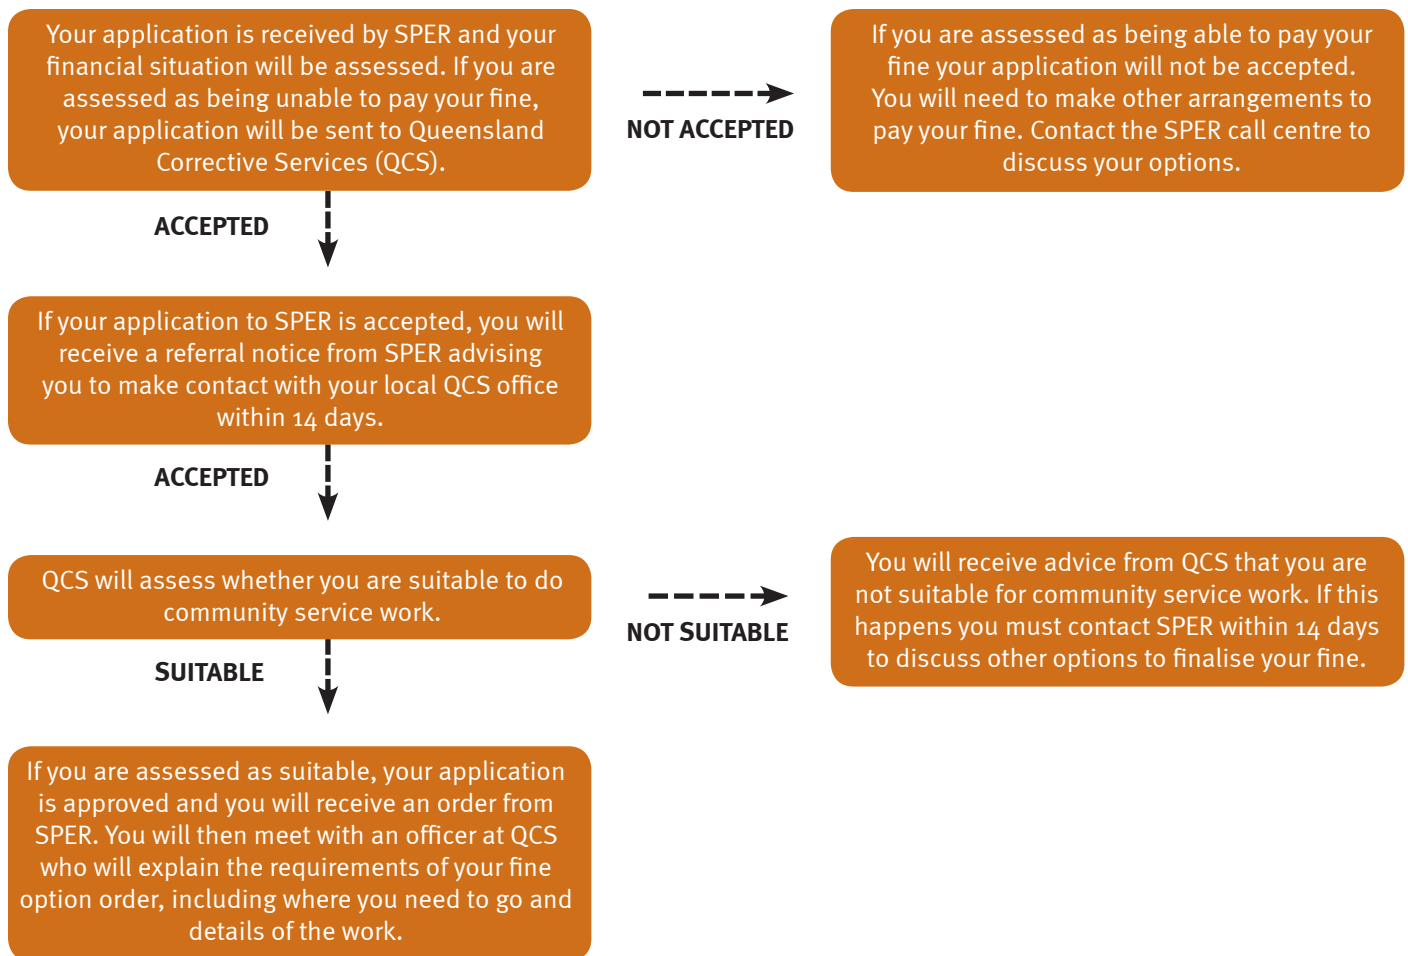 Your application is received by SPER and your
financial situation will be assessed. If you are
assessed as being unable to pay your fine,
your application will be sent to Queensland
Corrective Services (QCS).
NOT ACCEPTED
If you are assessed as being able to pay your
fine your application will not be accepted.
You will need to make other arrangements to
pay your fine. Contact the SPER call centre to
discuss your options.
ACCEPTED
If your application to SPER is accepted, you will
receive a referral notice from SPER advising
you to make contact with your local QCS office
within 14 days.
ACCEPTED
QCS will assess whether you are suitable to do
community service work.
NOT SUITABLE
You will receive advice from QCS that you are
not suitable for community service work. If this
happens you must contact SPER within 14 days
to discuss other options to finalise your fine.
SUITABLE
If you are assessed as suitable, your application
is approved and you will receive an order from
SPER. You will then meet with an officer at QCS
who will explain the requirements of your fine
option order, including where you need to go and
details of the work.